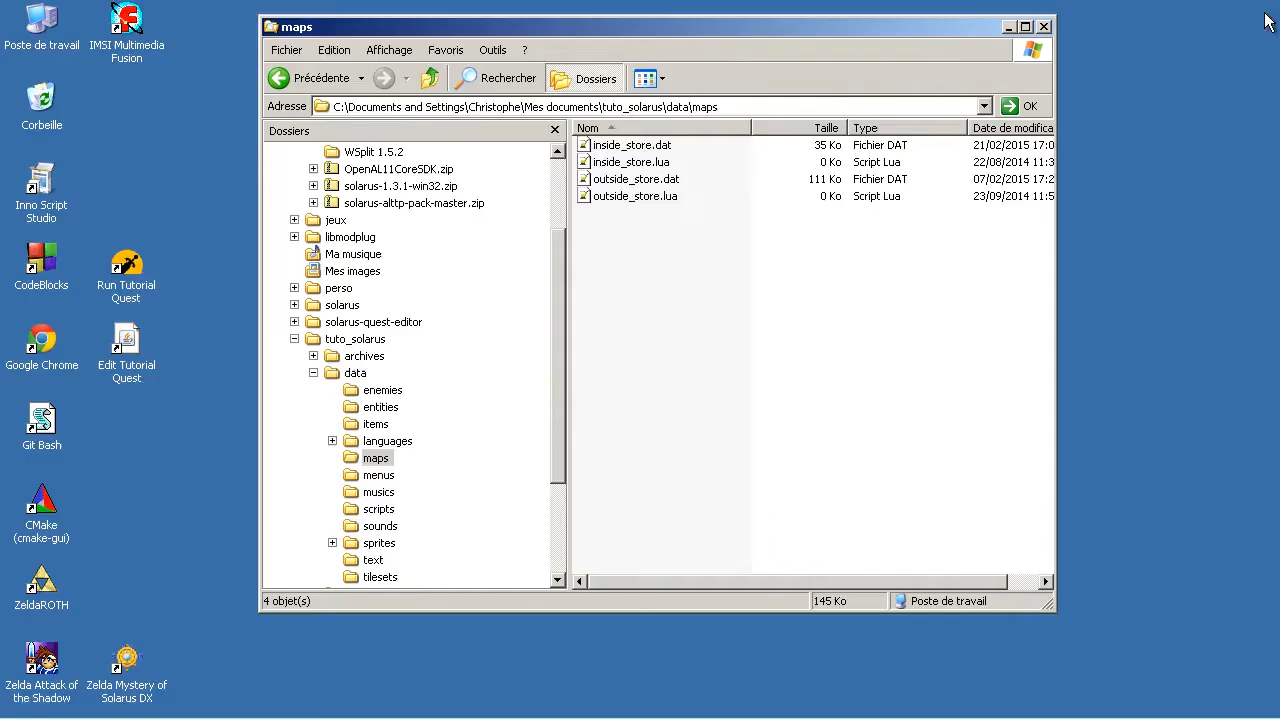 Poste de travail
IMSI Multimedia
Fusion
Corbeille
Inno Script
Studio
CodeBlocks
Run Tutorial
Quest
Google Chrome
Edit Tutorial
Quest
Git Bash
CMake
(cmake-gui)
ZeldaROTH
Zelda Attack of
the Shadow
Zelda Mystery of
Solarus DX
maps
Fichier Edition Affichage Favoris Outils ?
Précédente Rechercher Dossiers
Adresse C:\Documents and Settings\Christophe\Mes documents\tuto_solarus\data\maps OK
Dossiers
WSplit 1.5.2
OpenAL11CoreSDK.zip
solarus-1.3.1-win32.zip
solarus-alttp-pack-master.zip
jeux
libmodplug
Ma musique
Mes images
perso
solarus
solarus-quest-editor
tuto_solarus
archives
data
enemies
entities
items
languages
maps
menus
musics
scripts
sounds
sprites
text
tilesets
Nom Taille Type Date de modifica
inside_store.dat 35 Ko Fichier DAT 21/02/2015 17:0
inside_store.lua 0 Ko Script Lua 22/08/2014 11:3
outside_store.dat 111 Ko Fichier DAT 07/02/2015 17:2
outside_store.lua 0 Ko Script Lua 23/09/2014 11:5
4 objet(s) 145 Ko Poste de travail